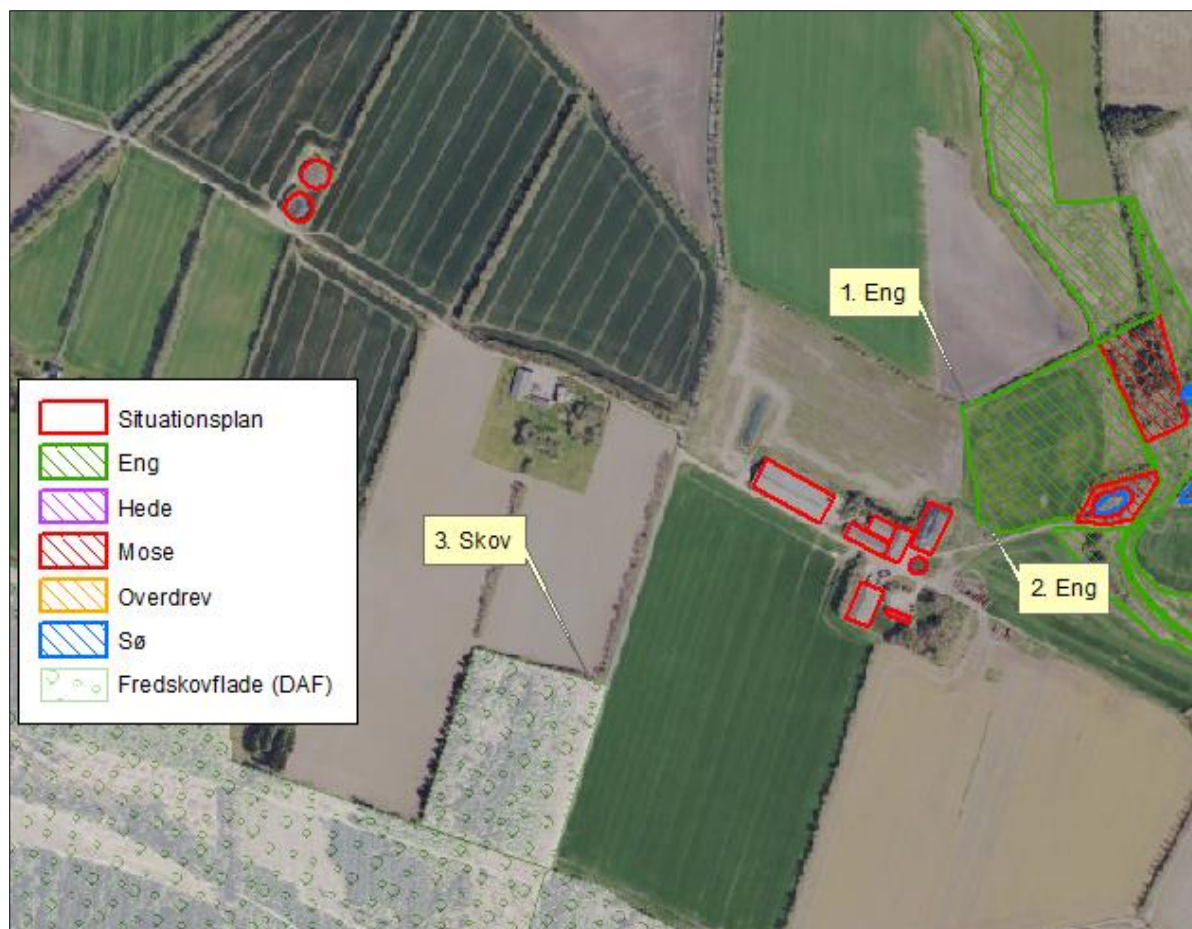 1. Eng
Situationsplan
Eng
Hede
Mose
Overdrev
Sø
Fredskovflade (DAF)
3. Skov
2. Eng